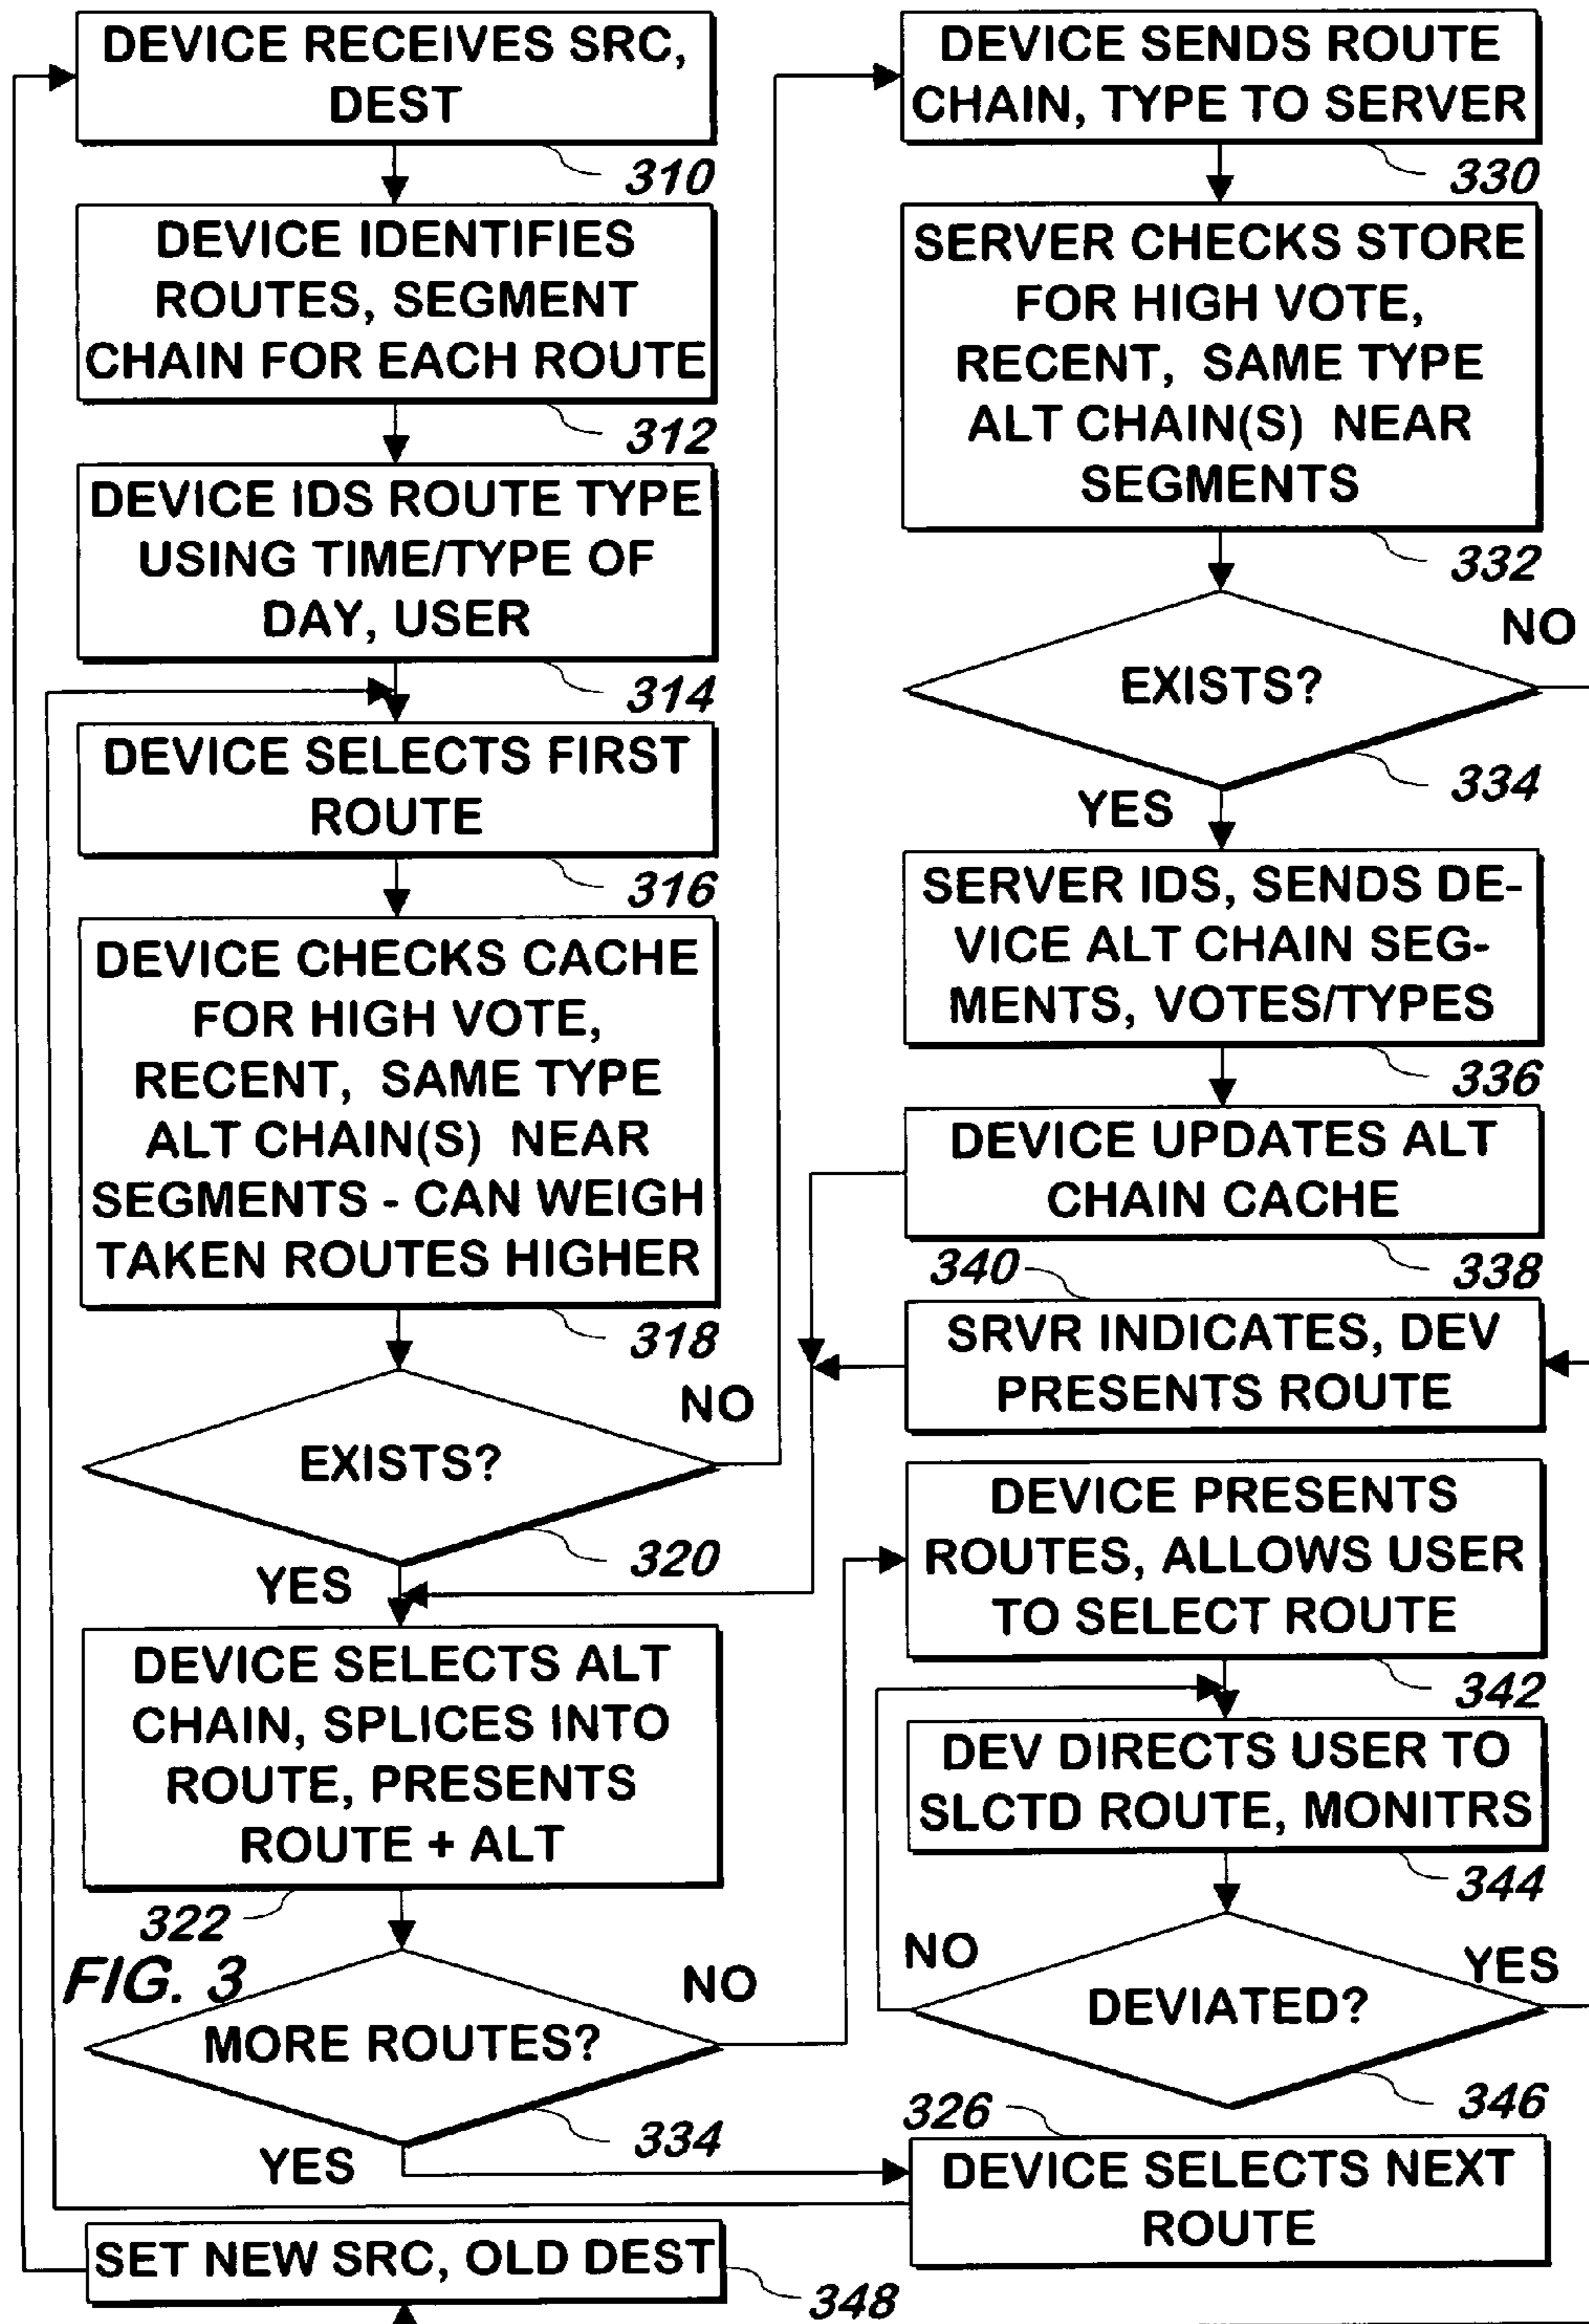 DEVICE RECEIVES SRC,
DEST
310
DEVICE IDENTIFIES
ROUTES, SEGMENT
CHAIN FOR EACH ROUTE
312
DEVICE IDS ROUTE TYPE
USING TIME/TYPE OF
DAY, USER
314
DEVICE SELECTS FIRST
ROUTE
316
DEVICE CHECKS CACHE
FOR HIGH VOTE,
RECENT, SAME TYPE
ALT CHAIN(S) NEAR
SEGMENTS - CAN WEIGH
TAKEN ROUTES HIGHER
318
EXISTS?
NO
320
YES
DEVICE SELECTS ALT
CHAIN, SPLICES INTO
ROUTE, PRESENTS
ROUTE + ALT
322
FIG. 3
MORE ROUTES?
NO
334
YES
SET NEW SRC, OLD DEST
348
DEVICE SENDS ROUTE
CHAIN, TYPE TO SERVER
330
SERVER CHECKS STORE
FOR HIGH VOTE,
RECENT, SAME TYPE
ALT CHAIN(S) NEAR
SEGMENTS
332
NO
EXISTS?
334
YES
SERVER IDS, SENDS DE-
VICE ALT CHAIN SEG-
MENTS, VOTES/TYPES
336
DEVICE UPDATES ALT
CHAIN CACHE
338
340
SRVR INDICATES, DEV
PRESENTS ROUTE
DEVICE PRESENTS
ROUTES, ALLOWS USER
TO SELECT ROUTE
342
DEV DIRECTS USER TO
SLCTD ROUTE, MONITRS
344
NO
YES
DEVIATED?
346
326
DEVICE SELECTS NEXT
ROUTE